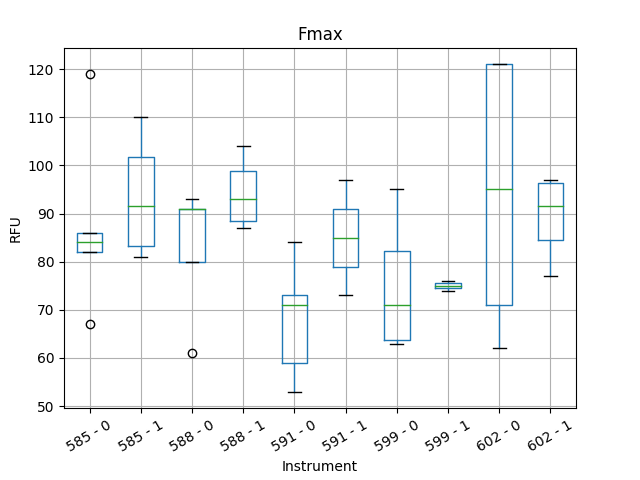 Fmax
RFU
120
110
100
90
80
70
60
50
585 - 0
585 - 1
588 - 0
588 - 1
591 - 0
591 - 1
599 - 0
599 - 1
602 - 0
602 - 1
Instrument